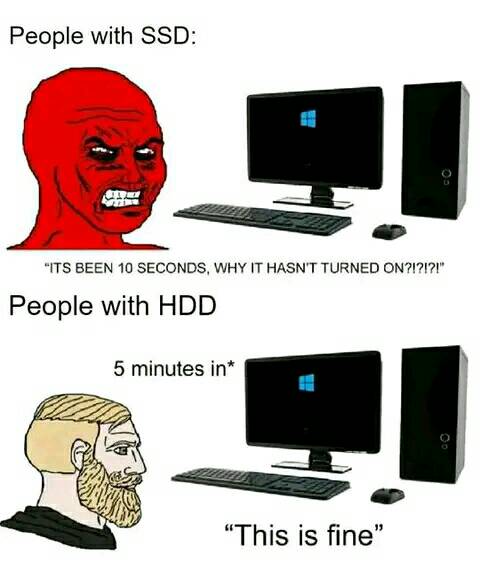 People with SSD:
"ITS BEEN 10 SECONDS, WHY IT HASN'T TURNED ON?!?!?!"
People with HDD
5 minutes in*
“This is fine”